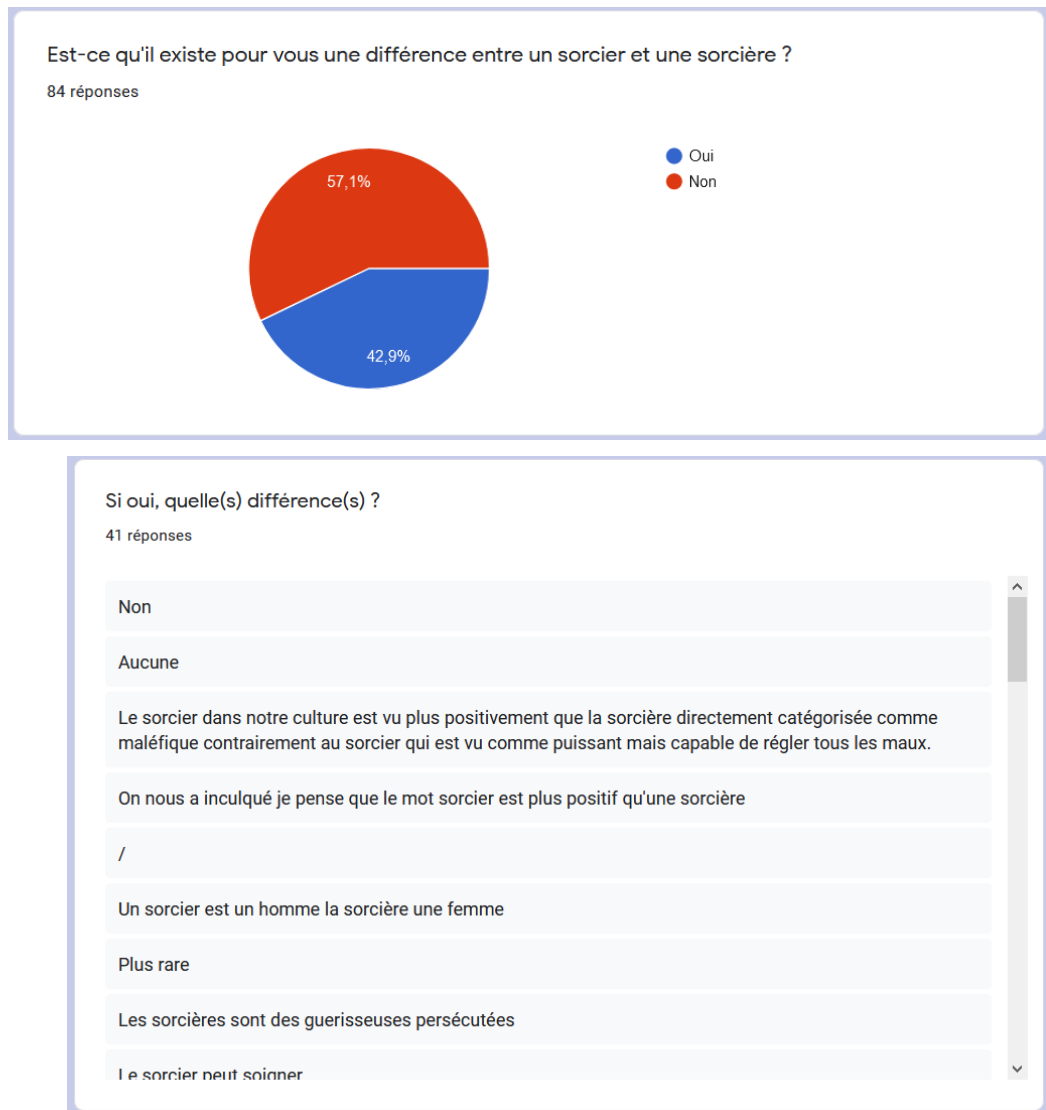 Est-ce qu'il existe pour vous une différence entre un sorcier et une sorcière ?
84 réponses
57,1%
42,9%
Oui
Non
Si oui, quelle(s) différence(s) ?
41 réponses
Non
Aucune
Le sorcier dans notre culture est vu plus positivement que la sorcière directement catégorisée comme
maléfique contrairement au sorcier qui est vu comme puissant mais capable de régler tous les maux.
On nous a inculqué je pense que le mot sorcier est plus positif qu'une sorcière
/
Un sorcier est un homme la sorcière une femme
Plus rare
Les sorcières sont des guerisseuses persécutées
Le sorcier peut soigner